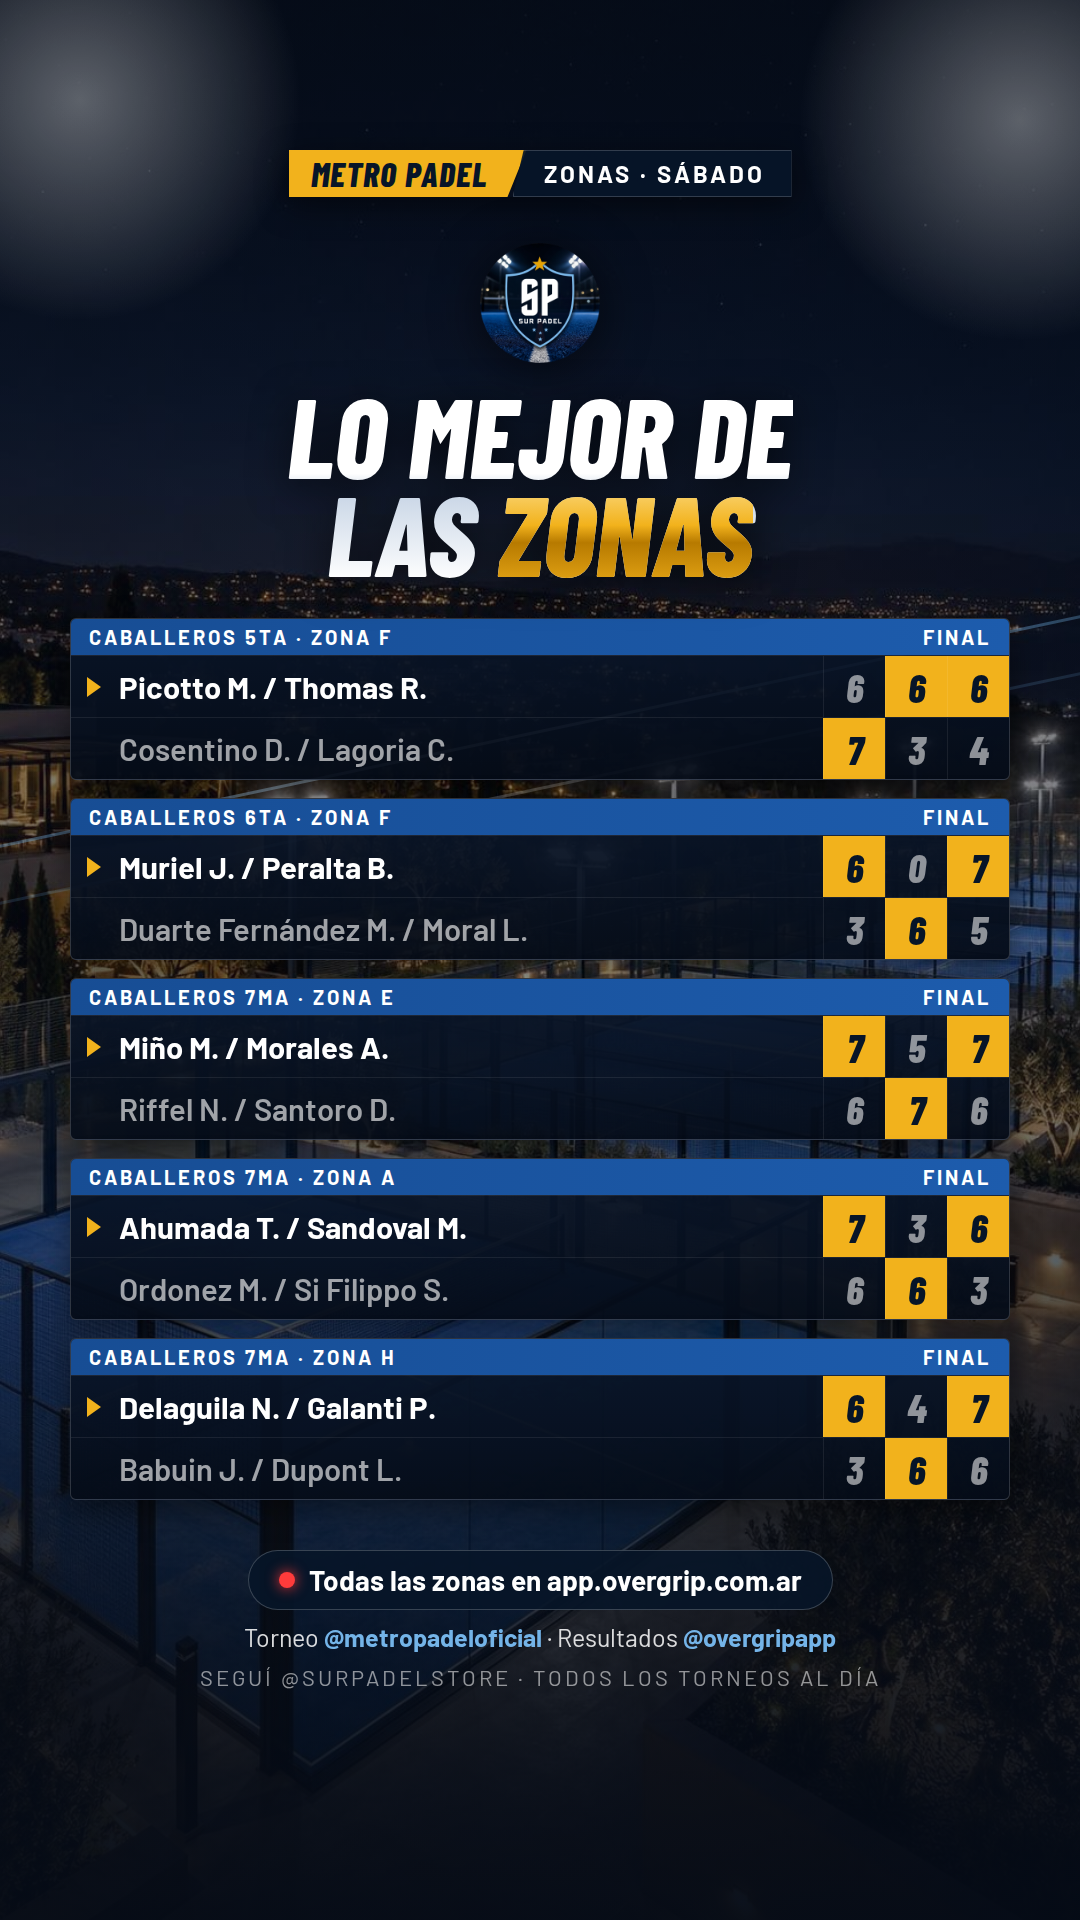 METRO PADEL
ZONAS · SÁBADO
SP
SUR PADEL
LO MEJOR DE
LAS ZONAS
CABALLEROS 5TA · ZONA F FINAL
Picotto M. / Thomas R. 6 6 6
Cosentino D. / Lagoria C. 7 3 4
CABALLEROS 6TA · ZONA F FINAL
Muriel J. / Peralta B. 6 0 7
Duarte Fernández M. / Moral L. 3 6 5
CABALLEROS 7MA · ZONA E FINAL
Miño M. / Morales A. 7 5 7
Riffel N. / Santoro D. 6 7 6
CABALLEROS 7MA · ZONA A FINAL
Ahumada T. / Sandoval M. 7 3 6
Ordonez M. / Si Filippo S. 6 6 3
CABALLEROS 7MA · ZONA H FINAL
Delaguila N. / Galanti P. 6 4 7
Babuin J. / Dupont L. 3 6 6
Todas las zonas en app.overgrip.com.ar
Torneo @metropadeloficial · Resultados @overgripapp
SEGUÍ @SURPADELSTORE · TODOS LOS TORNEOS AL DÍA